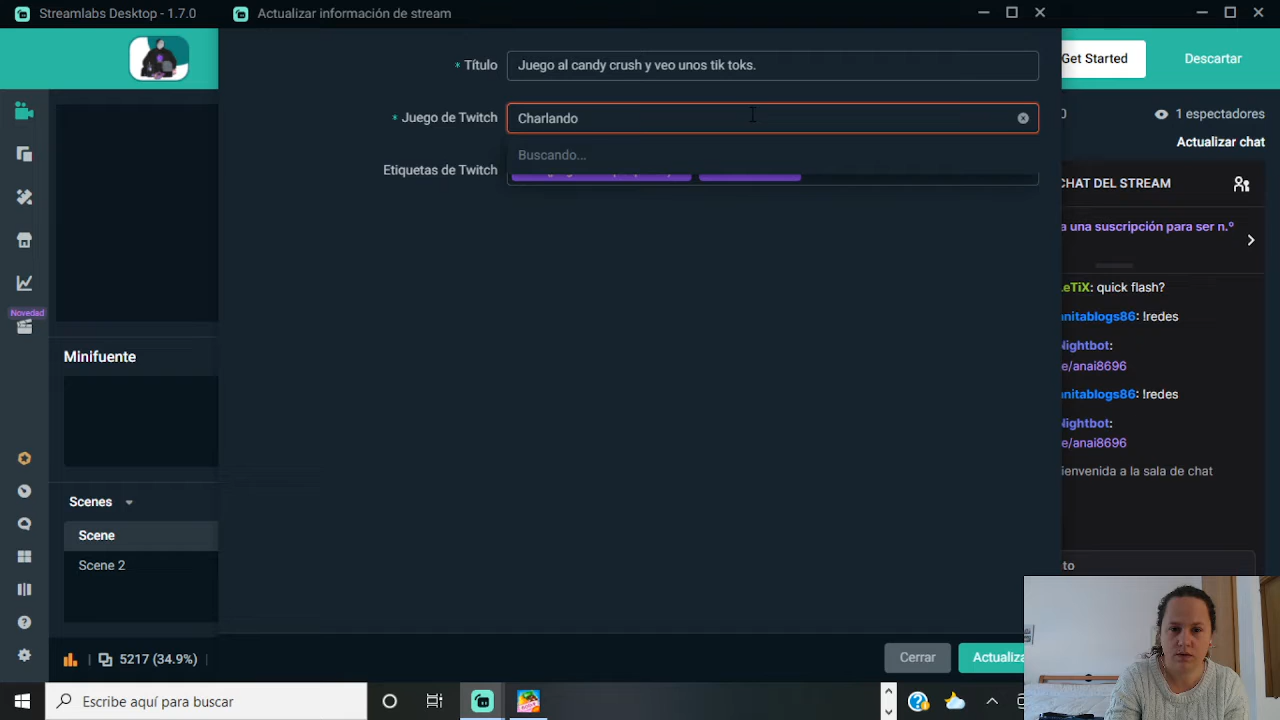 Streamlabs Desktop - 1.7.0
Actualizar información de stream
* Título
Juego al candy crush y veo unos tik toks.
Get Started
Descartar
* Juego de Twitch
Charlando
1 espectadores
Actualizar chat
Buscando...
Etiquetas de Twitch
CHAT DEL STREAM
a una suscripción para ser n.º
eTiX: quick flash?
Novedad
nitablogs86: !redes
Nightbot:
e/anai8696
Minifuente
nitablogs86: !redes
Nightbot:
e/anai8696
ienvenida a la sala de chat
Scenes
Scene
Scene 2
to
5217 (34.9%)
Cerrar
Actualiza
Escribe aquí para buscar